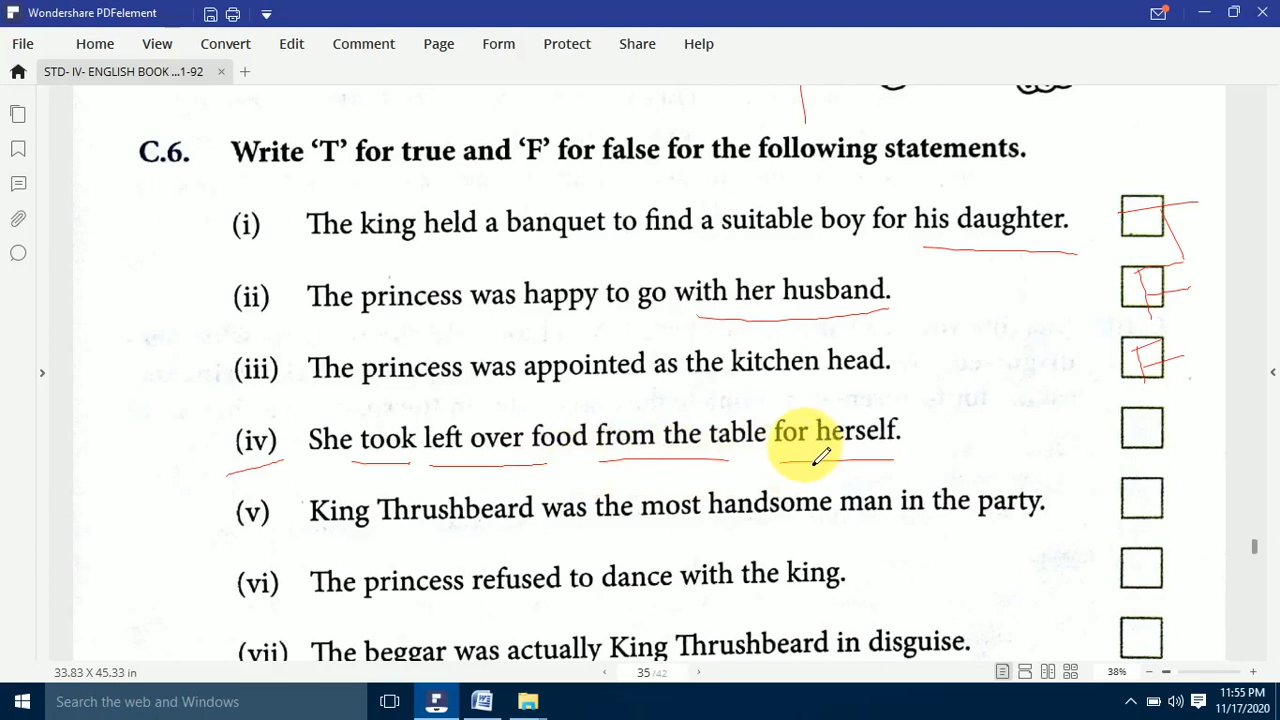 Wondershare PDFelement
File Home View Convert Edit Comment Page Form Protect Share Help
STD- IV- ENGLISH BOOK ...1-92 × +
C.6. Write ‘T’ for true and ‘F’ for false for the following statements.
(i) The king held a banquet to find a suitable boy for his daughter. T
(ii) The princess was happy to go with her husband. F
(iii) The princess was appointed as the kitchen head. F
(iv) She took left over food from the table for herself.
(v) King Thrushbeard was the most handsome man in the party.
(vi) The princess refused to dance with the king.
(vii) The beggar was actually King Thrushbeard in disguise.
33.83 X 45.33 in 35 /42 38%
Search the web and Windows 11:55 PM
11/17/2020